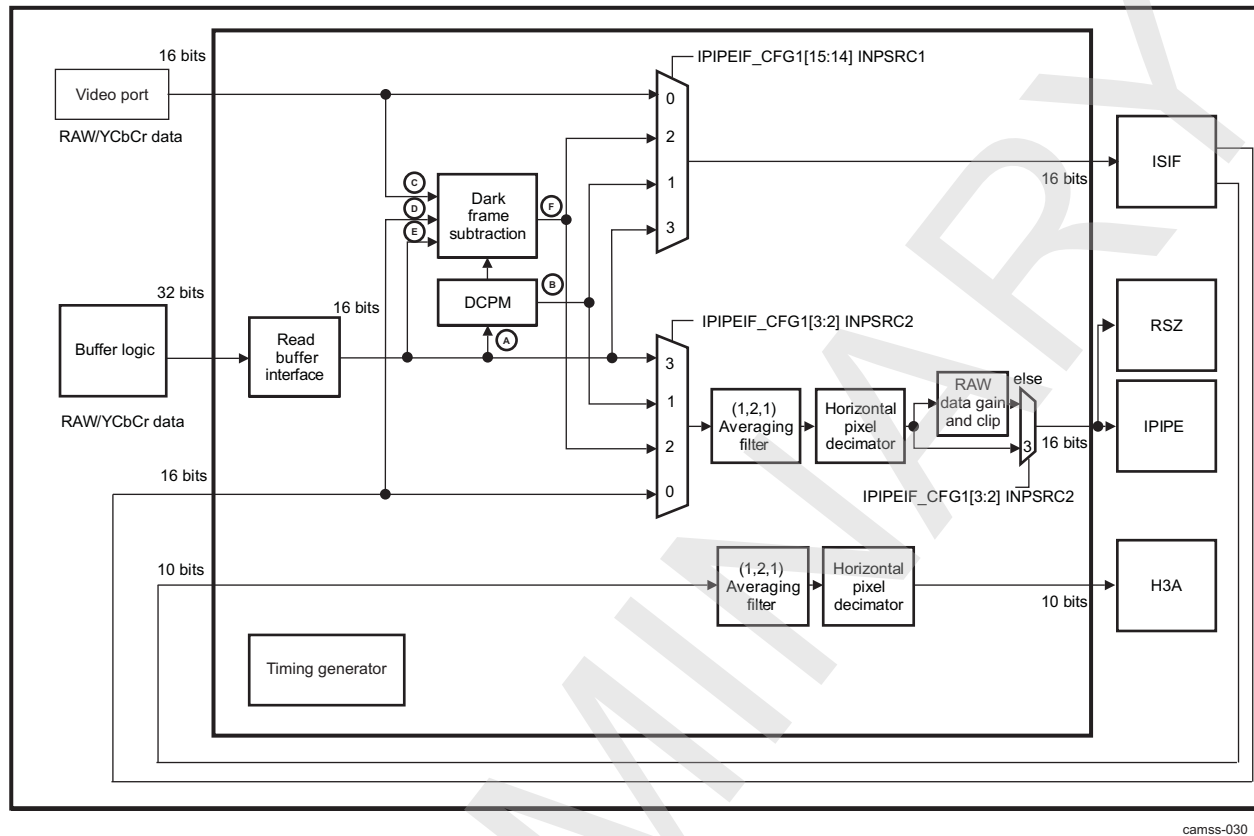 16 bits
IPIPEIF_CFG1[15:14] INPSRC1
Video port
RAW/YCbCr data
0
2
1
3
ISIF
16 bits
C
D
E
Dark
frame
subtraction
F
DCPM
B
A
32 bits
16 bits
Buffer logic
RAW/YCbCr data
Read
buffer
interface
IPIPEIF_CFG1[3:2] INPSRC2
3
1
2
0
(1,2,1)
Averaging
filter
Horizontal
pixel
decimator
RAW
data gain
and clip
else
3
16 bits
IPIPEIF_CFG1[3:2] INPSRC2
RSZ
IPIPE
16 bits
10 bits
(1,2,1)
Averaging
filter
Horizontal
pixel
decimator
10 bits
H3A
Timing generator
MINARY
camss-030